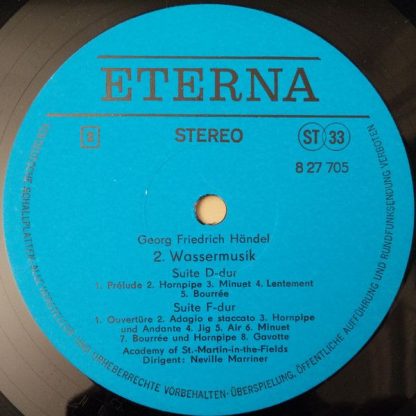 ETERNA
S STEREO ST 33
8 27 705
Georg Friedrich Händel
2. Wassermusik
Suite D-dur
1. Prélude 2. Hornpipe 3. Minuet 4. Lentement
5. Bourrée
Suite F-dur
1. Ouvertüre 2. Adagio e staccato 3. Hornpipe
und Andante 4. Jig 5. Air 6. Minuet
7. Bourrée und Hornpipe 8. Gavotte
Academy of St.-Martin-in-the-Fields
Dirigent: Neville Marriner
SCHALLPLATTEN URHEBERRECHTE VORBEHALTEN · ÜBERSPIELUNG, ÖFFENTLICHE AUFFÜHRUNG UND RUNDFUNKSENDUNG VERBOTEN